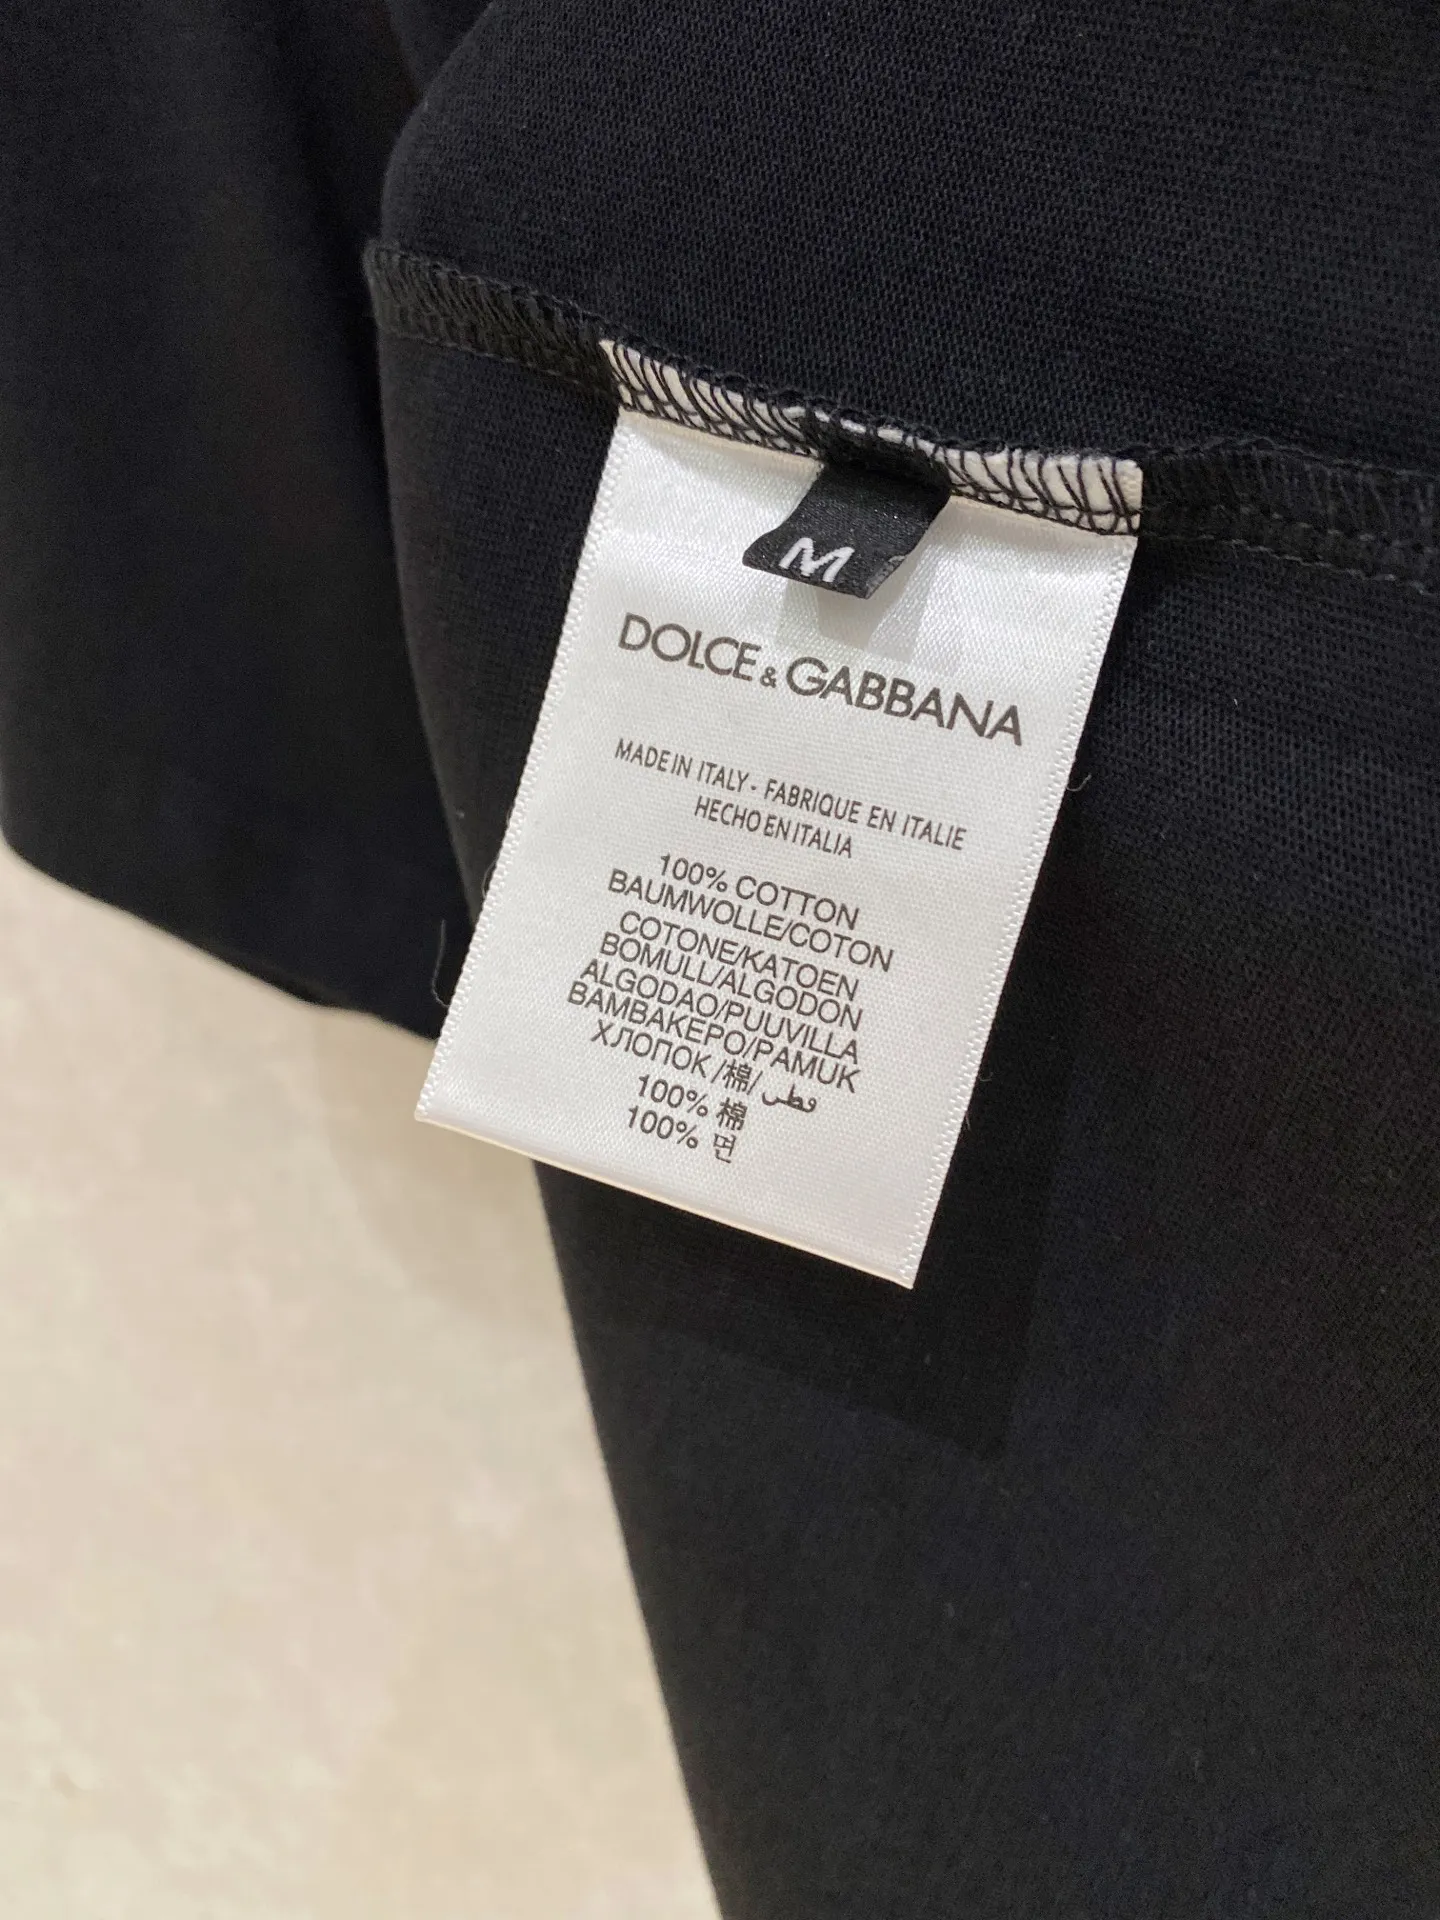 M
DOLCE & GABBANA
MADE IN ITALY - FABRIQUE EN ITALIE
HECHO EN ITALIA
100% COTTON
BAUMWOLLE/COTON
COTONE/KATOEN
BOMULL/ALGODON
ALGODAO/PUUVILLA
BAMBAKEPO/PAMUK
ХЛОПОК /棉/ قطن
100% 棉
100% 면